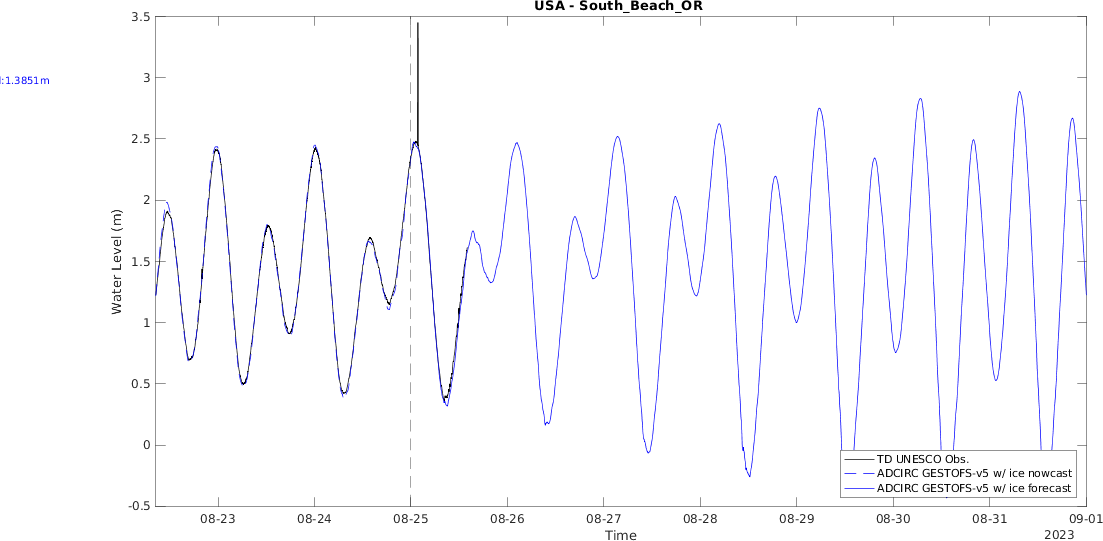 USA - South_Beach_OR
:1.3851m
3.5
3
2.5
2
1.5
1
0.5
0
-0.5
Water Level (m)
TD UNESCO Obs.
ADCIRC GESTOFS-v5 w/ ice nowcast
ADCIRC GESTOFS-v5 w/ ice forecast
08-23
08-24
08-25
08-26
08-27
08-28
08-29
08-30
08-31
09-01
Time
2023